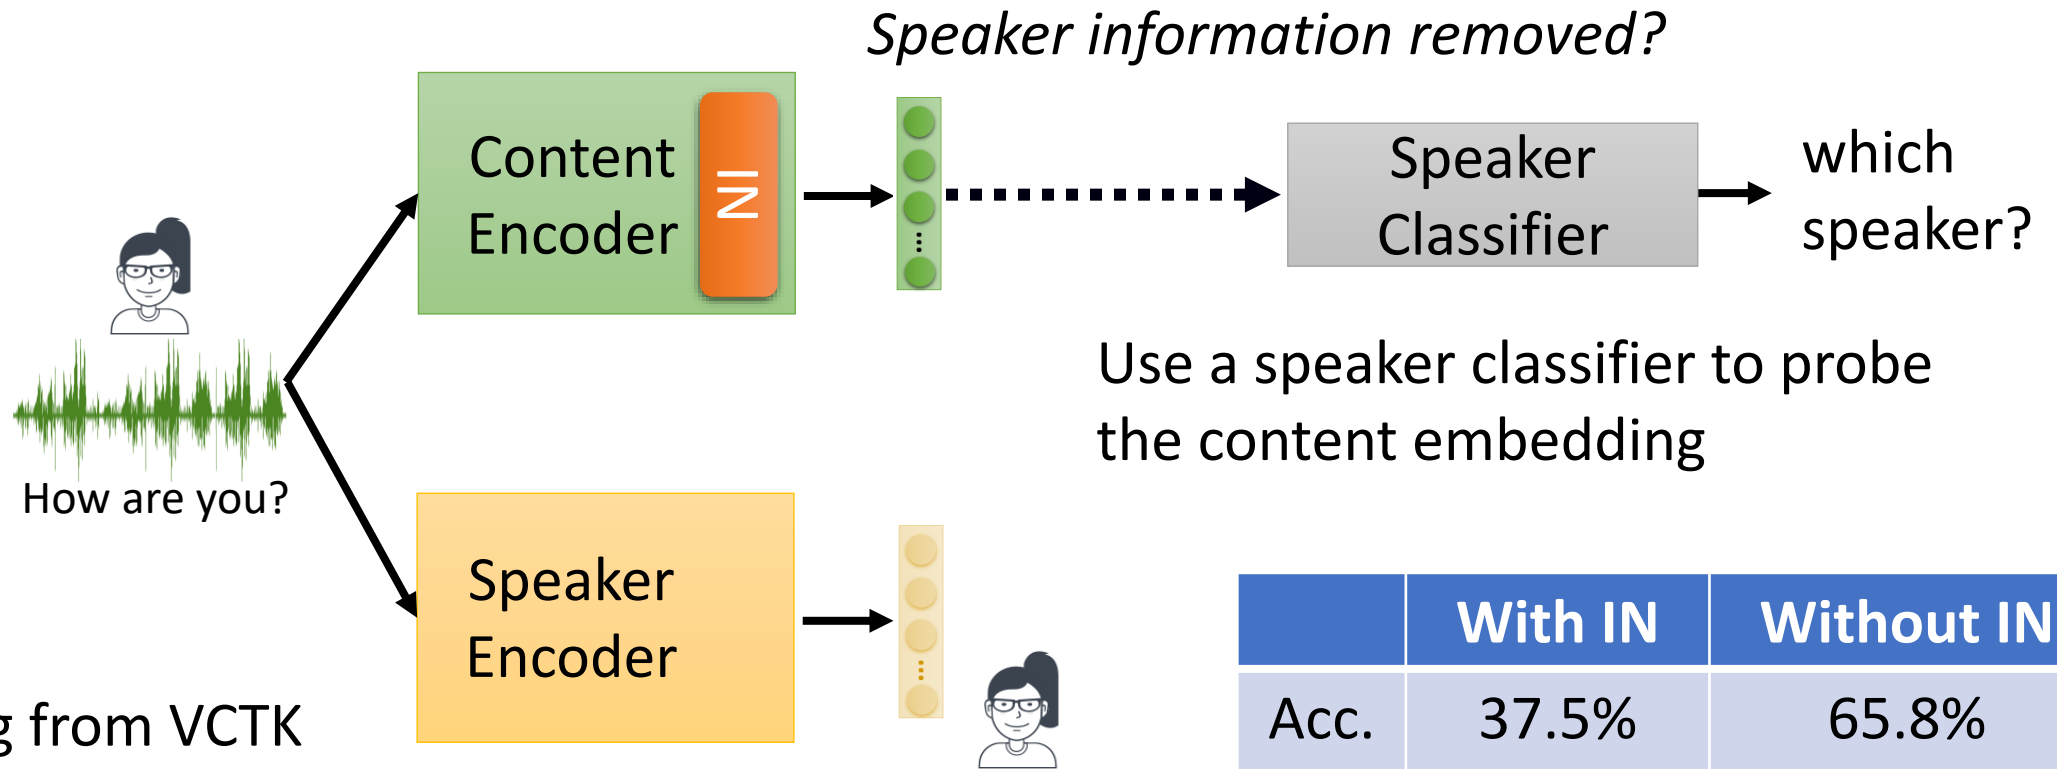 Speaker information removed?
Content
Encoder
IN
Speaker
Classifier
which
speaker?
How are you?
Use a speaker classifier to probe
the content embedding
Speaker
Encoder
With IN Without IN
Acc. 37.5% 65.8%
from VCTK